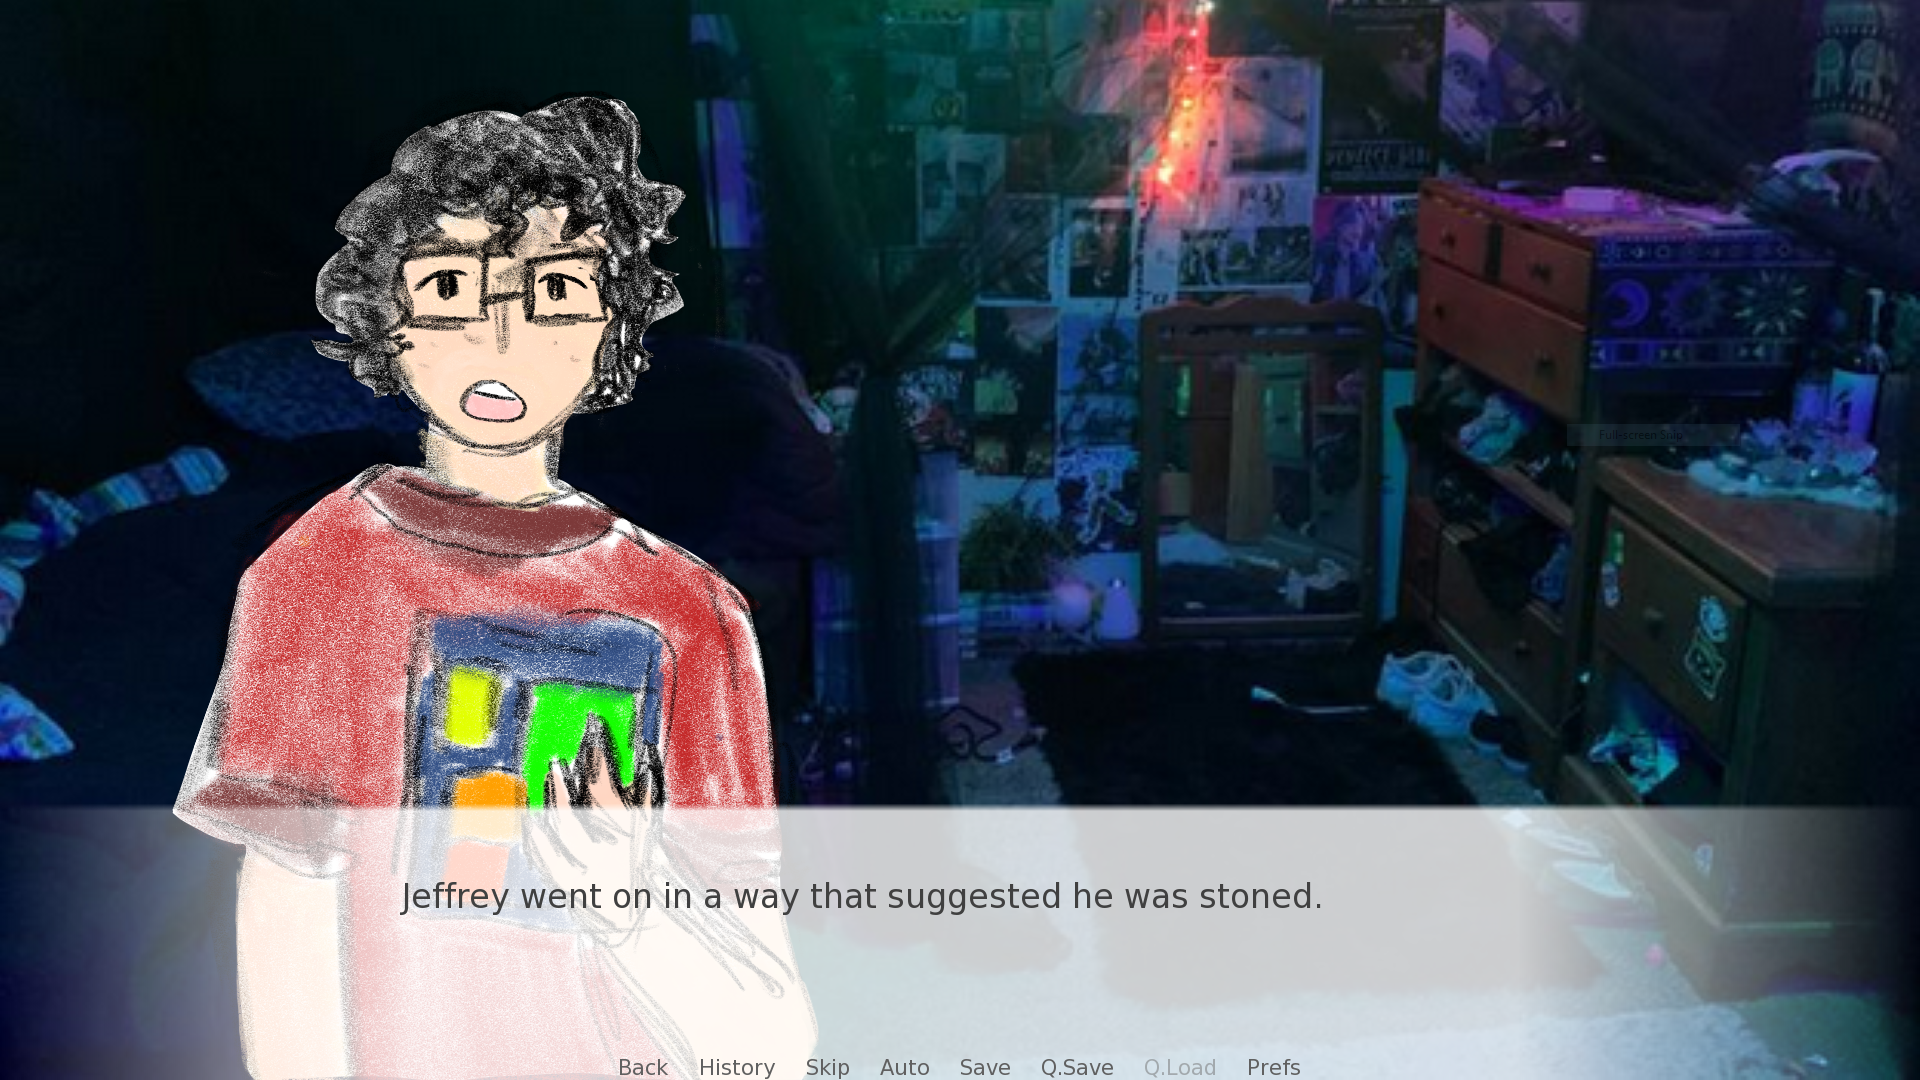 Jeffrey went on in a way that suggested he was stoned.
Back History Skip Auto Save Q.Save Q.Load Prefs